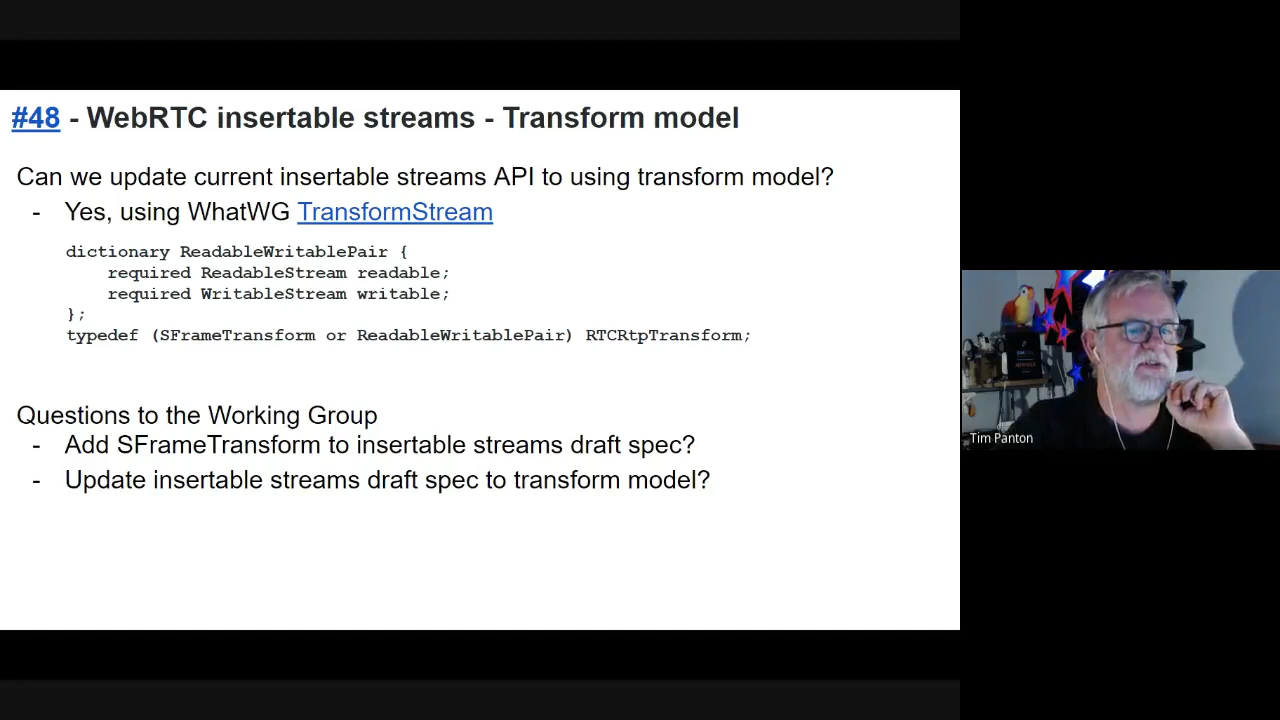 #48 - WebRTC insertable streams - Transform model
Can we update current insertable streams API to using transform model?
- Yes, using WhatWG TransformStream
dictionary ReadableWritablePair {
required ReadableStream readable;
required WritableStream writable;
};
typedef (SFrameTransform or ReadableWritablePair) RTCRtpTransform;
Questions to the Working Group
- Add SFrameTransform to insertable streams draft spec?
- Update insertable streams draft spec to transform model?
Tim Panton